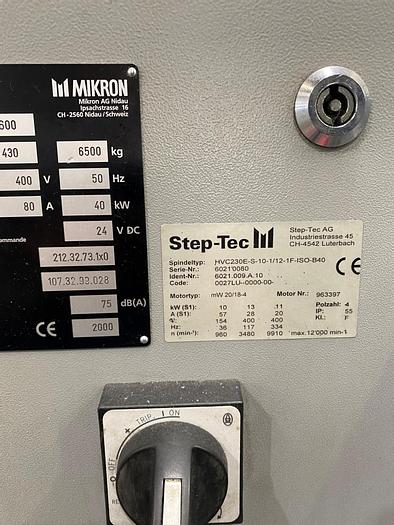 MIKRON
Mikron AG Nidau
Ipsachstrasse 16
CH-2560 Nidau/Schweiz
600
430 6500 kg
400 V 50 Hz
80 A 40 kW
24 V DC
ommande
212.32.73.1x0
107.32.99.028
75 dB(A)
CE 2000
Step-Tec
Step-Tec AG
Industriestrasse 45
CH-4542 Luterbach
Spindeltyp: HVC230E-S-10-1/12-1F-ISO-B40
Serie-Nr.: 6021'0080
Ident-Nr.: 6021.009.A.10
Code: 0027LU-0000-00-
CE
Motortyp: mW 20/18-4 Motor Nr.: 963397
kW (S1): 10 13 11 Polzahl: 4
A (S1): 57 28 20 IP: 55
V: 154 400 400 Kl.: F
Hz: 36 117 334
n (min-¹): 960 3480 9910 max.12'000 min-1
TRIP I ON
OFF